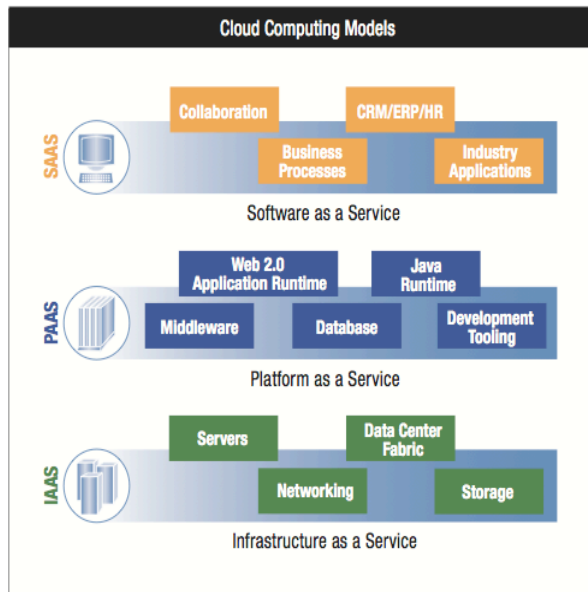 Cloud Computing Models
SAAS
Collaboration
CRM/ERP/HR
Business
Processes
Industry
Applications
Software as a Service
PAAS
Web 2.0
Application Runtime
Java
Runtime
Middleware
Database
Development
Tooling
Platform as a Service
IAAS
Servers
Data Center
Fabric
Networking
Storage
Infrastructure as a Service